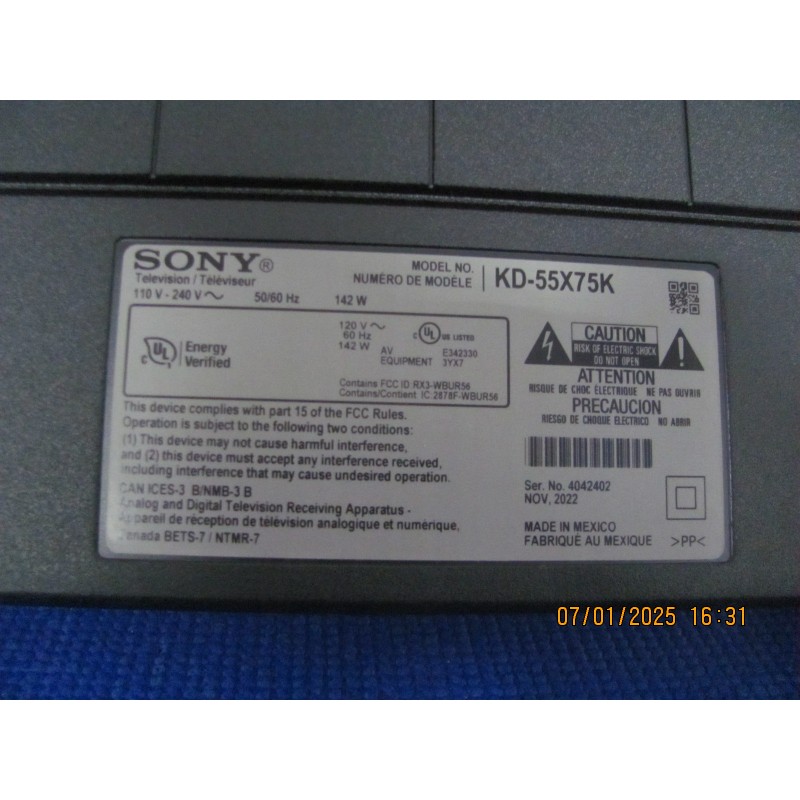 SONY®
Television / Téléviseur
110 V - 240 V～ 50/60 Hz 142 W
MODEL NO.
NUMÉRO DE MODÈLE
KD-55X75K
UL
Energy
Verified
120 V～
60 Hz
142 W
c UL us LISTED
AV E342330
EQUIPMENT 3YX7
Contains FCC ID: RX3-WBUR56
Contains/Contient IC:2878F-WBUR56
This device complies with part 15 of the FCC Rules.
Operation is subject to the following two conditions:
(1) This device may not cause harmful interference,
and (2) this device must accept any interference received,
including interference that may cause undesired operation.
CAN ICES-3 B/NMB-3 B
Analog and Digital Television Receiving Apparatus -
Appareil de réception de télévision analogique et numérique,
Canada BETS-7 / NTMR-7
CAUTION
RISK OF ELECTRIC SHOCK
DO NOT OPEN
ATTENTION
RISQUE DE CHOC ÉLECTRIQUE NE PAS OUVRIR
PRECAUCION
RIESGO DE CHOQUE ELECTRICO NO ABRIR
Ser. No. 4042402
NOV, 2022
MADE IN MEXICO
FABRIQUÉ AU MEXIQUE >PP<
07/01/2025 16:31